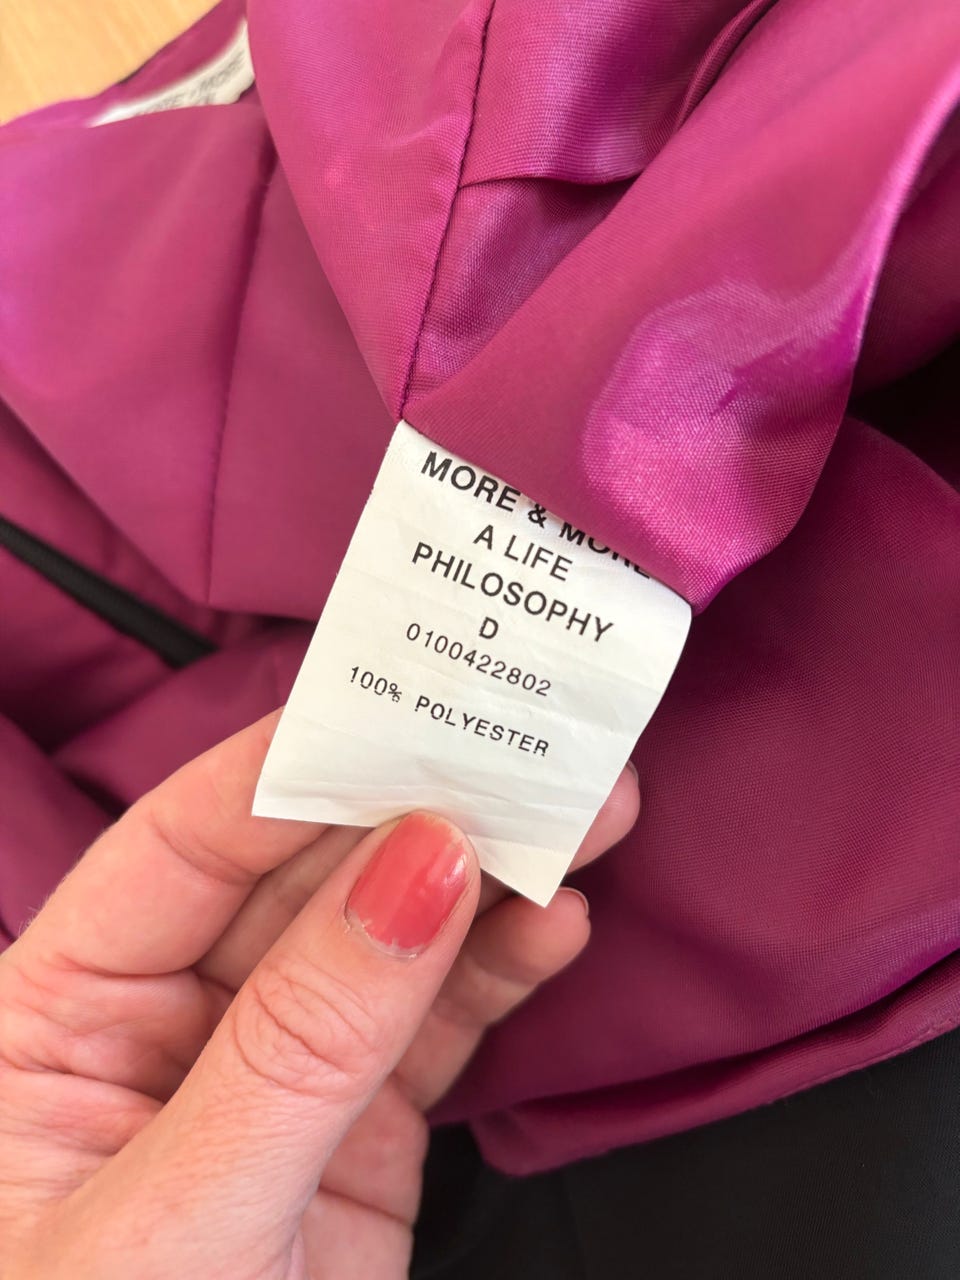 MORE & MORE
A LIFE
PHILOSOPHY
D
0100422802
100% POLYESTER